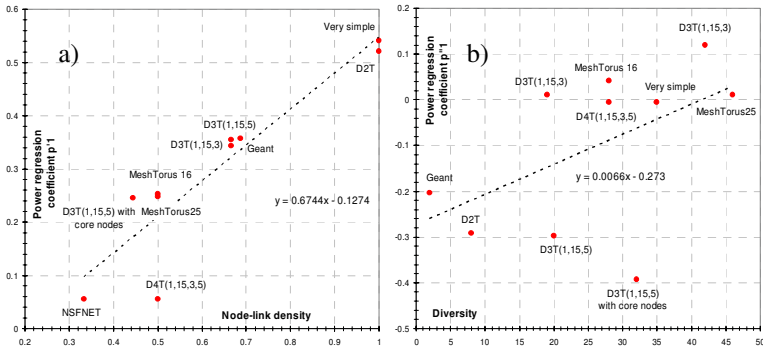 a)
0.6
0.5
0.4
0.3
0.2
0.1
0
0.2
0.3
0.4
0.5
0.6
0.7
0.8
0.9
1
Power regression
coefficient p'1
Node-link density
Very simple
D2T
D3T(1,15,5)
D3T(1,15,3)
Geant
MeshTorus 16
D3T(1,15,5) with
core nodes
MeshTorus25
y = 0.6744x - 0.1274
D4T(1,15,3,5)
NSFNET
b)
0.2
0.1
0
-0.1
-0.2
-0.3
-0.4
-0.5
0
5
10
15
20
25
30
35
40
45
50
Power regression
coefficient p"1
Diversity
D3T(1,15,3)
MeshTorus 16
D3T(1,15,3)
Very simple
D4T(1,15,3,5)
MeshTorus25
Geant
y = 0.0066x - 0.273
D2T
D3T(1,15,5)
D3T(1,15,5)
with core nodes